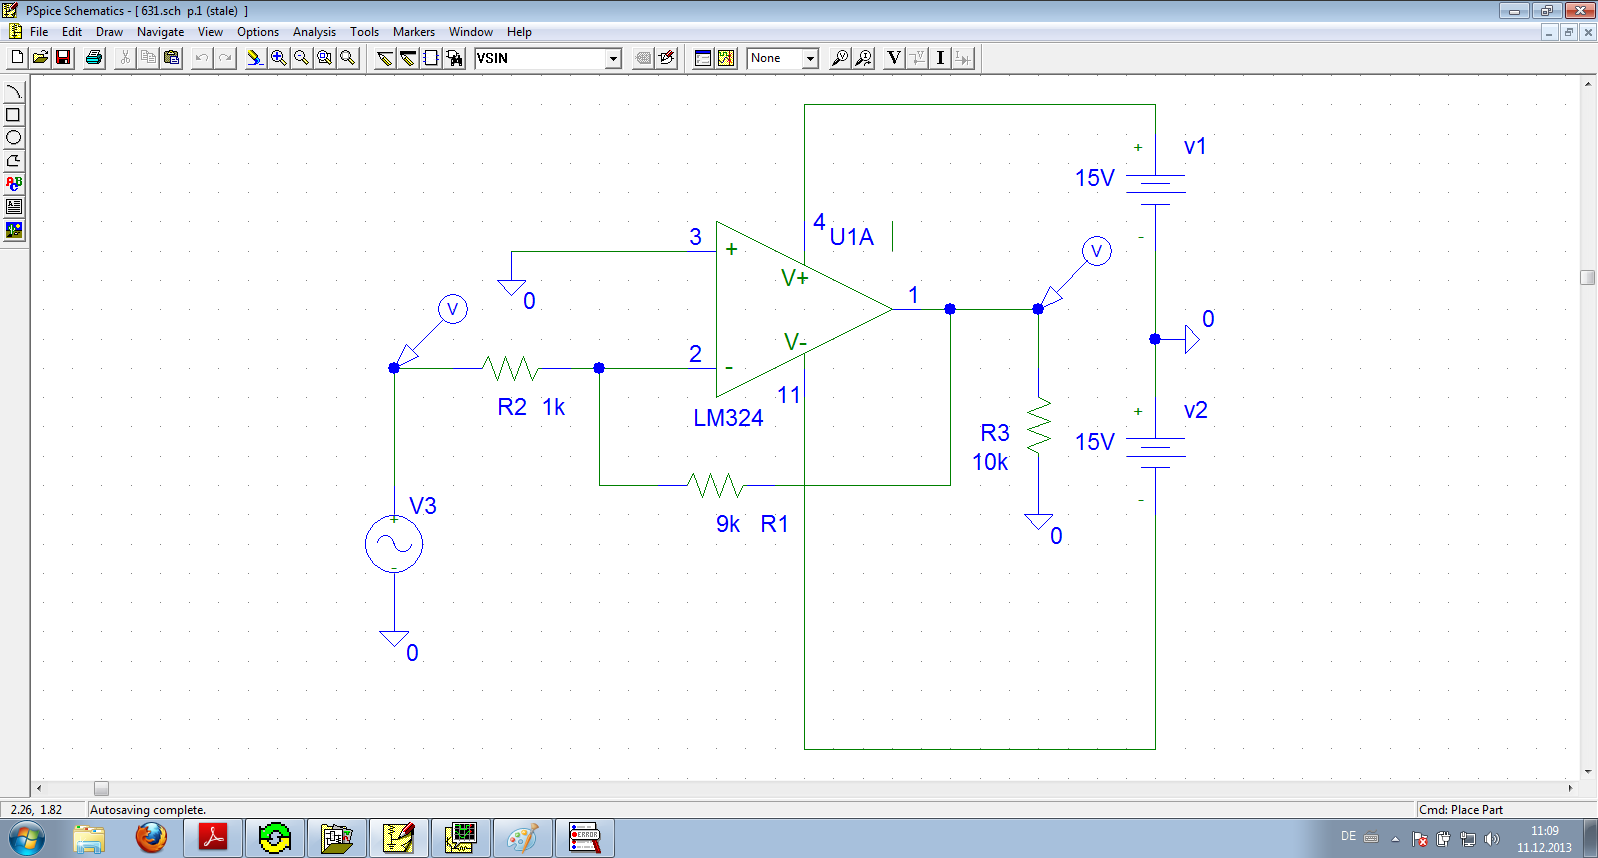 PSpice Schematics - [ 631.sch p.1 (stale) ]
File Edit Draw Navigate View Options Analysis Tools Markers Window Help
VSIN
None
V
I
ABC
+
v1
15V
-
4
U1A
3
+
V+
0
V
1
V
0
2
-
V-
11
LM324
R2 1k
+
v2
15V
-
R3
10k
V3
+
-
9k R1
0
0
2.26, 1.82
Autosaving complete.
Cmd: Place Part
ERROR
DE
11:09
11.12.2013